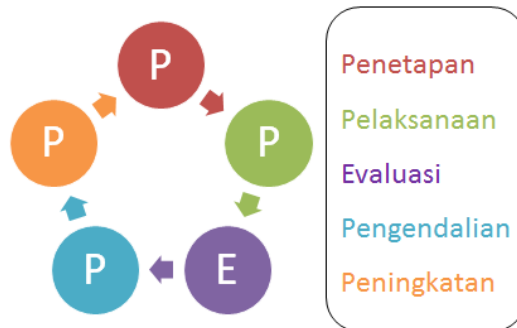 P
P
E
P
P
Penetapan
Pelaksanaan
Evaluasi
Pengendalian
Peningkatan